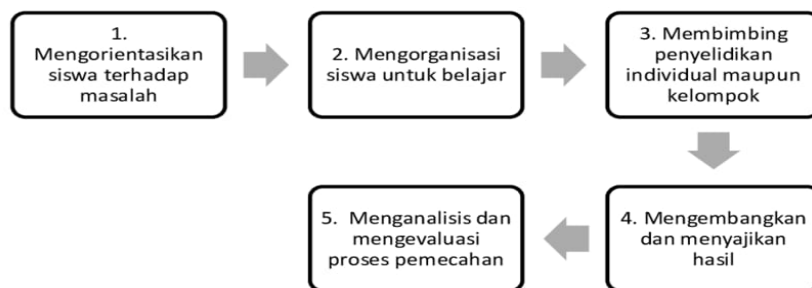 1.
Mengorientasikan
siswa terhadap
masalah
2. Mengorganisasi
siswa untuk belajar
3. Membimbing
penyelidikan
individual maupun
kelompok
4. Mengembangkan
dan menyajikan
hasil
5. Menganalisis dan
mengevaluasi
proses pemecahan